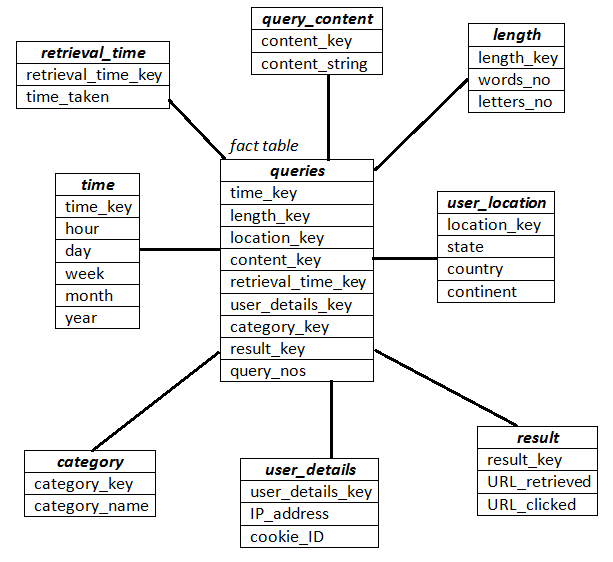 query_content
content_key
content_string
retrieval_time
retrieval_time_key
time_taken
length
length_key
words_no
letters_no
fact table
queries
time_key
length_key
location_key
content_key
retrieval_time_key
user_details_key
category_key
result_key
query_nos
time
time_key
hour
day
week
month
year
user_location
location_key
state
country
continent
category
category_key
category_name
user_details
user_details_key
IP_address
cookie_ID
result
result_key
URL_retrieved
URL_clicked